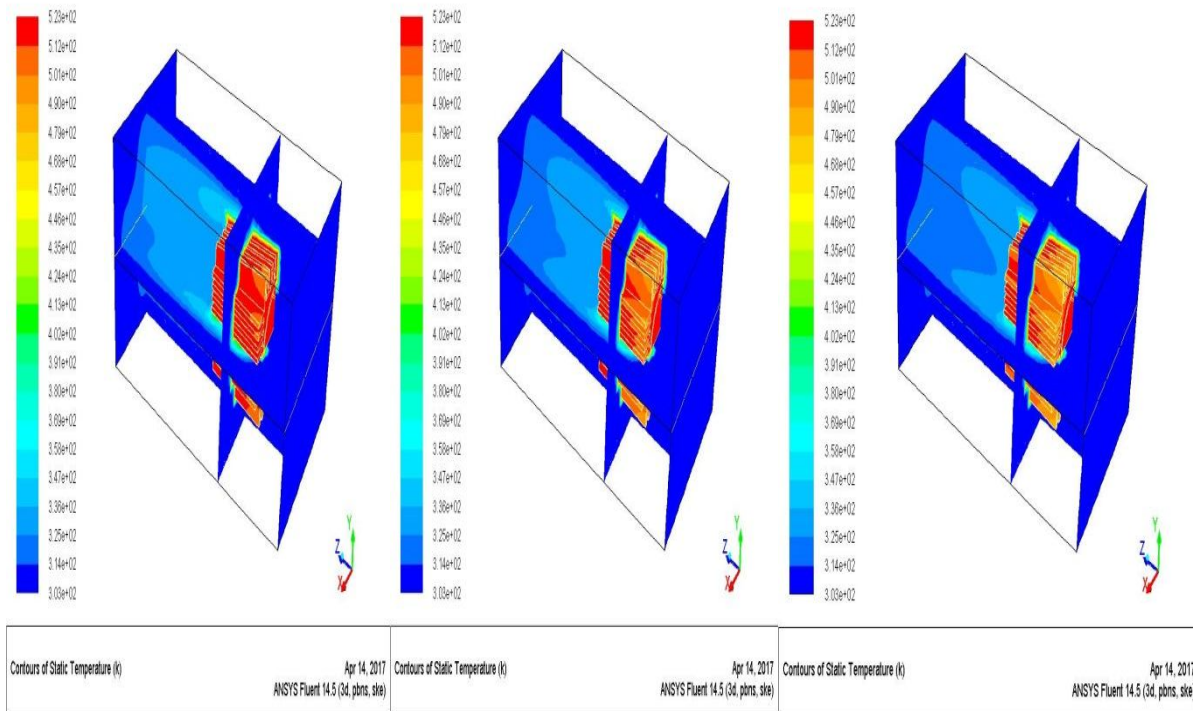 5.23e+02
5.12e+02
5.01e+02
4.90e+02
4.79e+02
4.68e+02
4.57e+02
4.46e+02
4.35e+02
4.24e+02
4.13e+02
4.02e+02
3.91e+02
3.80e+02
3.69e+02
3.58e+02
3.47e+02
3.36e+02
3.25e+02
3.14e+02
3.03e+02
Y
Z
X
Contours of Static Temperature (k)
Apr 14, 2017
ANSYS Fluent 14.5 (3d, pbns, ske)
5.23e+02
5.12e+02
5.01e+02
4.90e+02
4.79e+02
4.68e+02
4.57e+02
4.46e+02
4.35e+02
4.24e+02
4.13e+02
4.02e+02
3.91e+02
3.80e+02
3.69e+02
3.58e+02
3.47e+02
3.36e+02
3.25e+02
3.14e+02
3.03e+02
Y
Z
X
Contours of Static Temperature (k)
Apr 14, 2017
ANSYS Fluent 14.5 (3d, pbns, ske)
5.23e+02
5.12e+02
5.01e+02
4.90e+02
4.79e+02
4.68e+02
4.57e+02
4.46e+02
4.35e+02
4.24e+02
4.13e+02
4.02e+02
3.91e+02
3.80e+02
3.69e+02
3.58e+02
3.47e+02
3.36e+02
3.25e+02
3.14e+02
3.03e+02
Y
Z
X
Contours of Static Temperature (k)
Apr 14, 2017
ANSYS Fluent 14.5 (3d, pbns, ske)